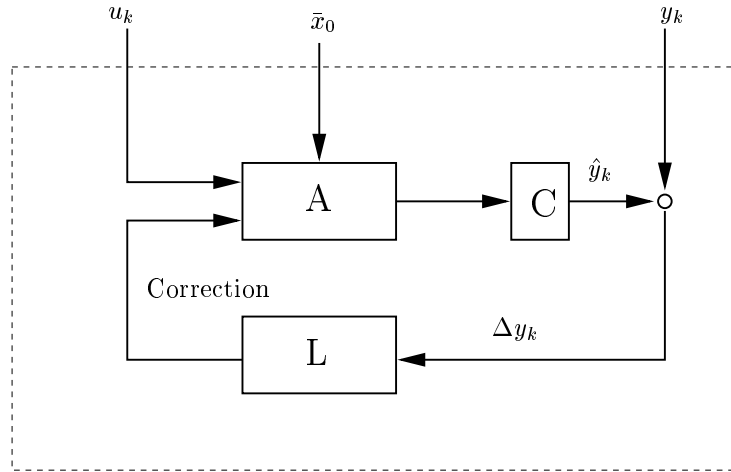 u_k
x̄_0
y_k
A
C
ŷ_k
Correction
L
Δy_k